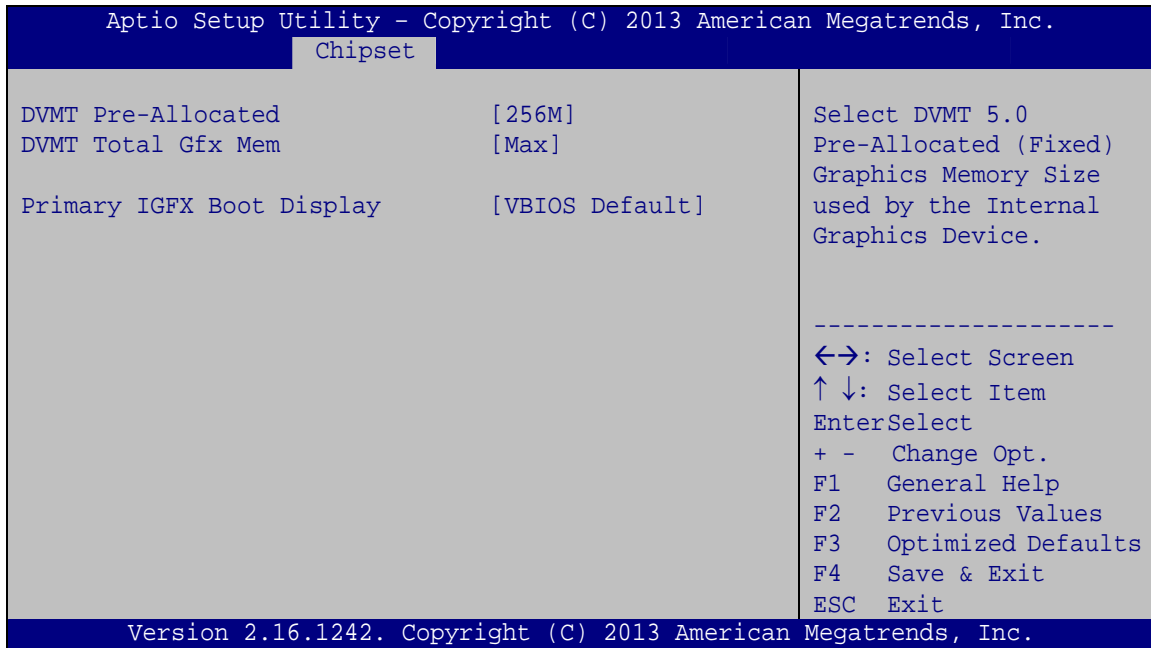 Aptio Setup Utility – Copyright (C) 2013 American Megatrends, Inc.
Chipset
DVMT Pre-Allocated [256M]
DVMT Total Gfx Mem [Max]
Primary IGFX Boot Display [VBIOS Default]
Select DVMT 5.0
Pre-Allocated (Fixed)
Graphics Memory Size
used by the Internal
Graphics Device.
---------------------
←→: Select Screen
↑ ↓: Select Item
EnterSelect
+ - Change Opt.
F1 General Help
F2 Previous Values
F3 Optimized Defaults
F4 Save & Exit
ESC Exit
Version 2.16.1242. Copyright (C) 2013 American Megatrends, Inc.